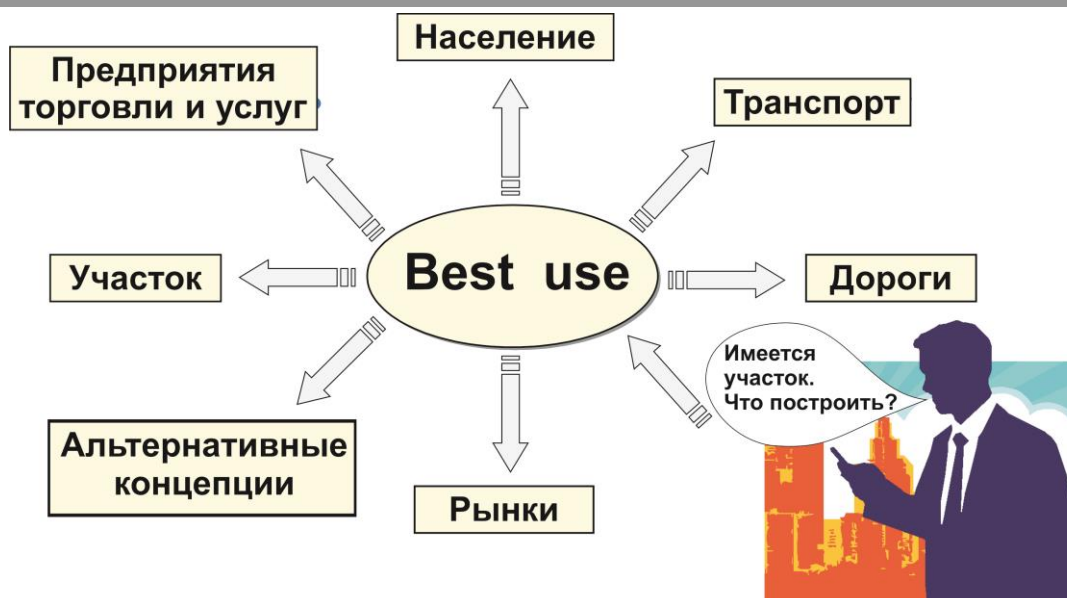 Население
Предприятия
торговли и услуг
Транспорт
Участок
Best use
Дороги
Имеется
участок.
Что построить?
Альтернативные
концепции
Рынки